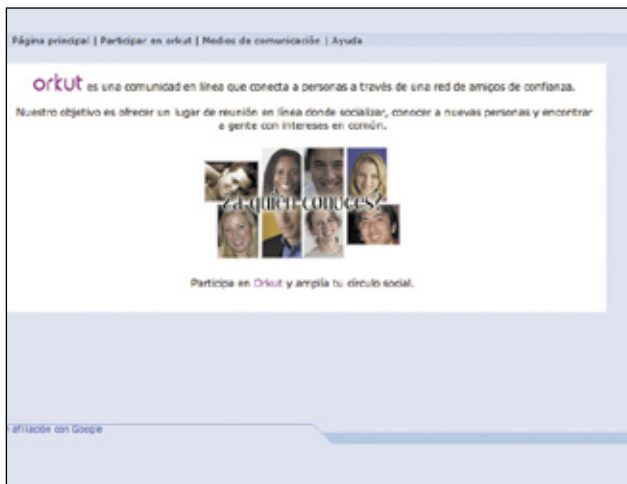 Página principal | Participar en orkut | Medios de comunicación | Ayuda
orkut es una comunidad en línea que conecta a personas a través de una red de amigos de confianza.
Nuestro objetivo es ofrecer un lugar de reunión en línea donde socializar, conocer a nuevas personas y encontrar
a gente con intereses en común.
¿a quién conoces?
Participa en Orkut y amplía tu círculo social.
afiliación con Google